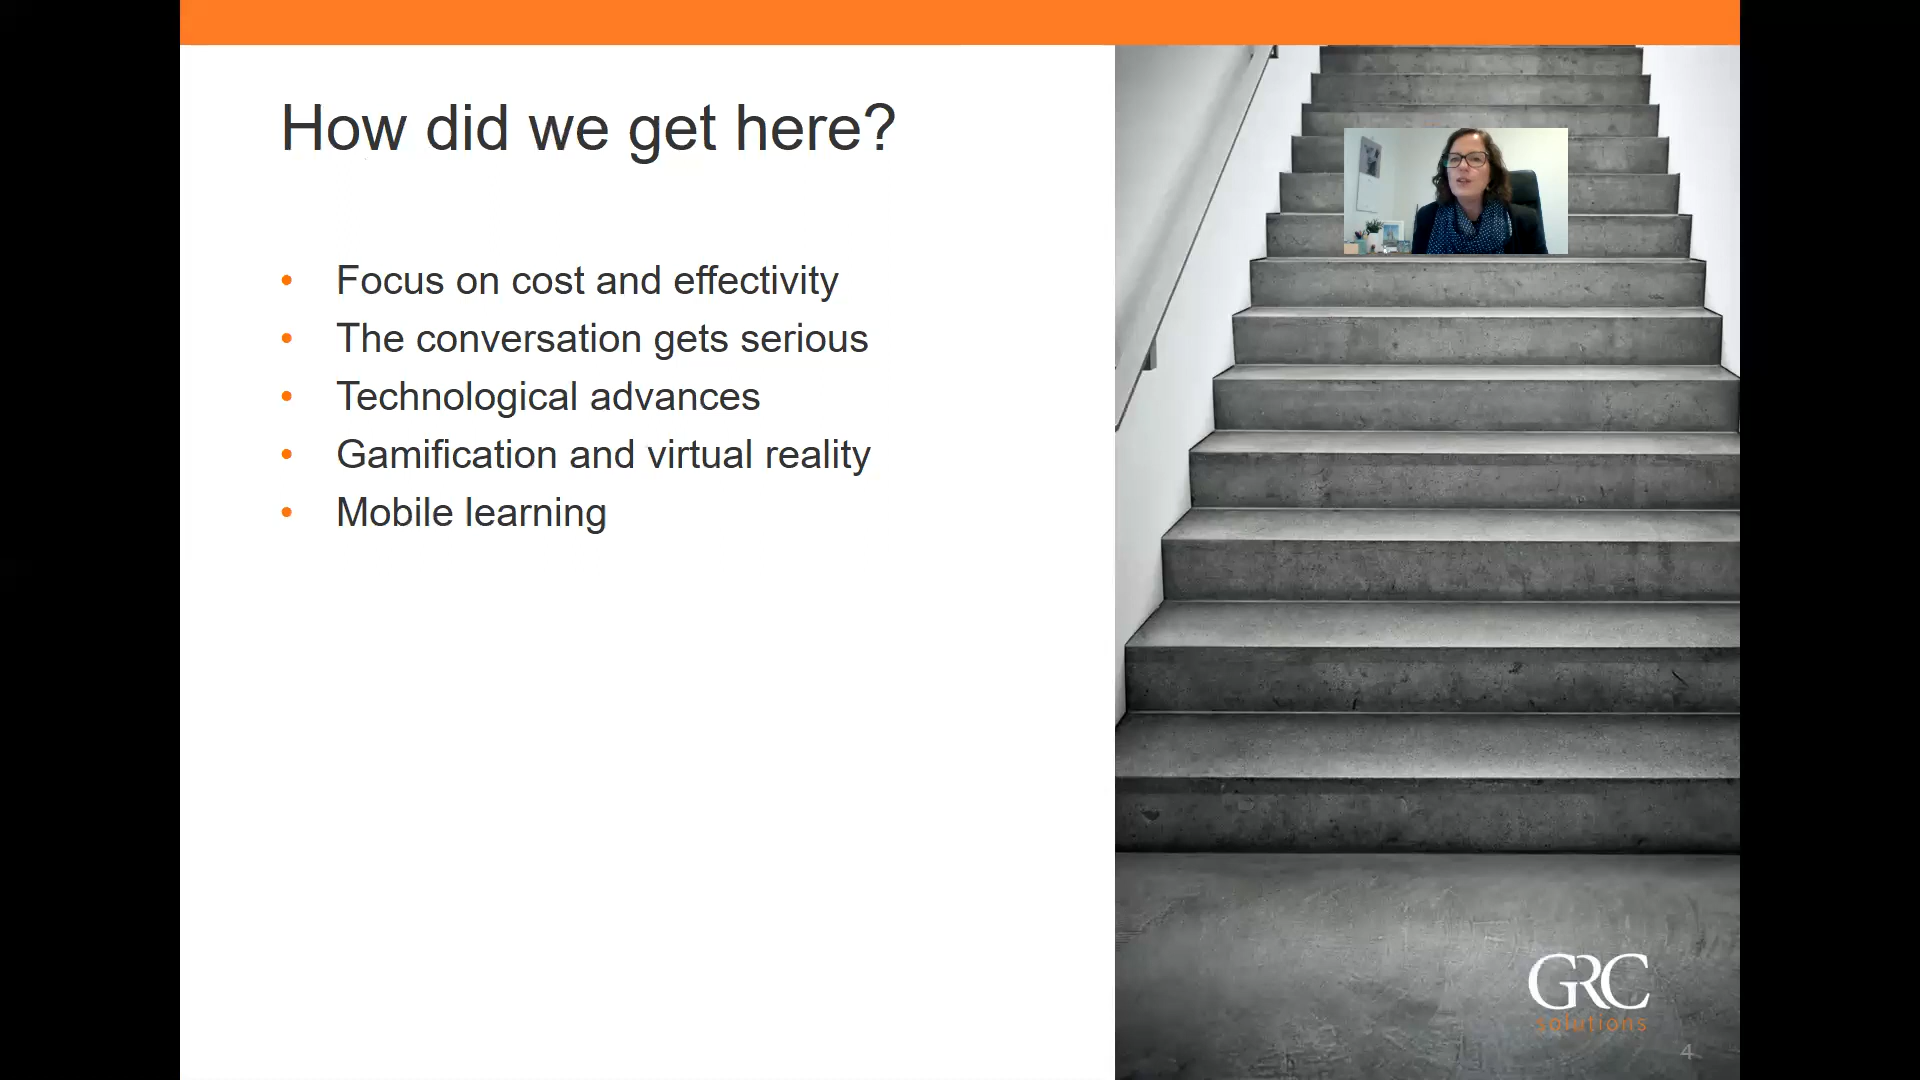 How did we get here?
• Focus on cost and effectivity
• The conversation gets serious
• Technological advances
• Gamification and virtual reality
• Mobile learning
GRC
solutions
4